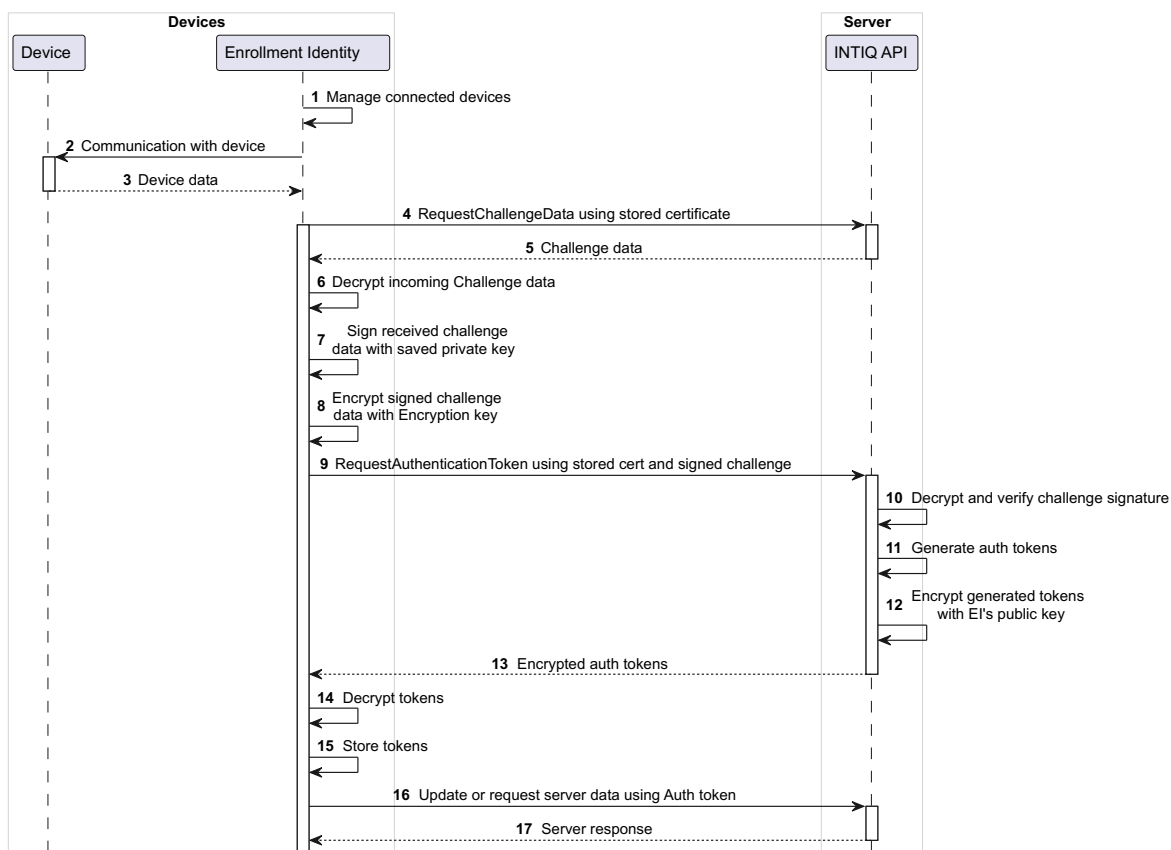 Devices
Server
Device
Enrollment Identity
INTIQ API
1 Manage connected devices
2 Communication with device
3 Device data
4 RequestChallengeData using stored certificate
5 Challenge data
6 Decrypt incoming Challenge data
7 Sign received challenge
data with saved private key
8 Encrypt signed challenge
data with Encryption key
9 RequestAuthenticationToken using stored cert and signed challenge
10 Decrypt and verify challenge signature
11 Generate auth tokens
12 Encrypt generated tokens
with EI's public key
13 Encrypted auth tokens
14 Decrypt tokens
15 Store tokens
16 Update or request server data using Auth token
17 Server response